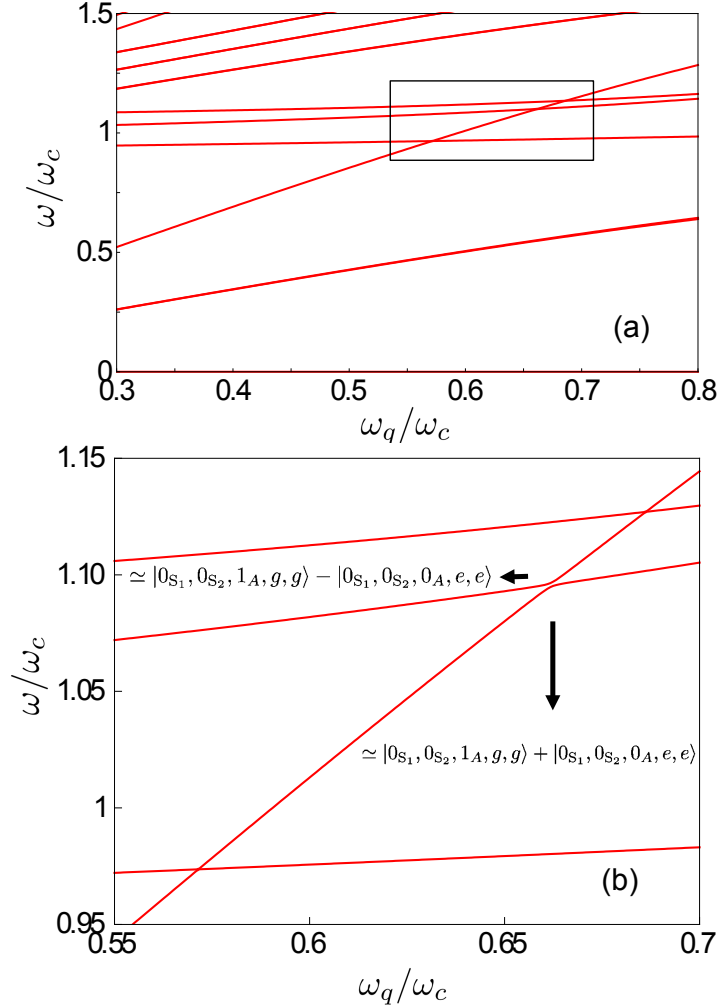 1.5
1
0.5
0
ω/ω_c
0.3 0.4 0.5 0.6 0.7 0.8
ω_q/ω_c
(a)
1.15
1.10
1.05
1
0.95
ω/ω_c
≃|0_{S_1}, 0_{S_2}, 1_A, g, g⟩ − |0_{S_1}, 0_{S_2}, 0_A, e, e⟩
≃|0_{S_1}, 0_{S_2}, 1_A, g, g⟩ + |0_{S_1}, 0_{S_2}, 0_A, e, e⟩
(b)
0.55 0.6 0.65 0.7
ω_q/ω_c